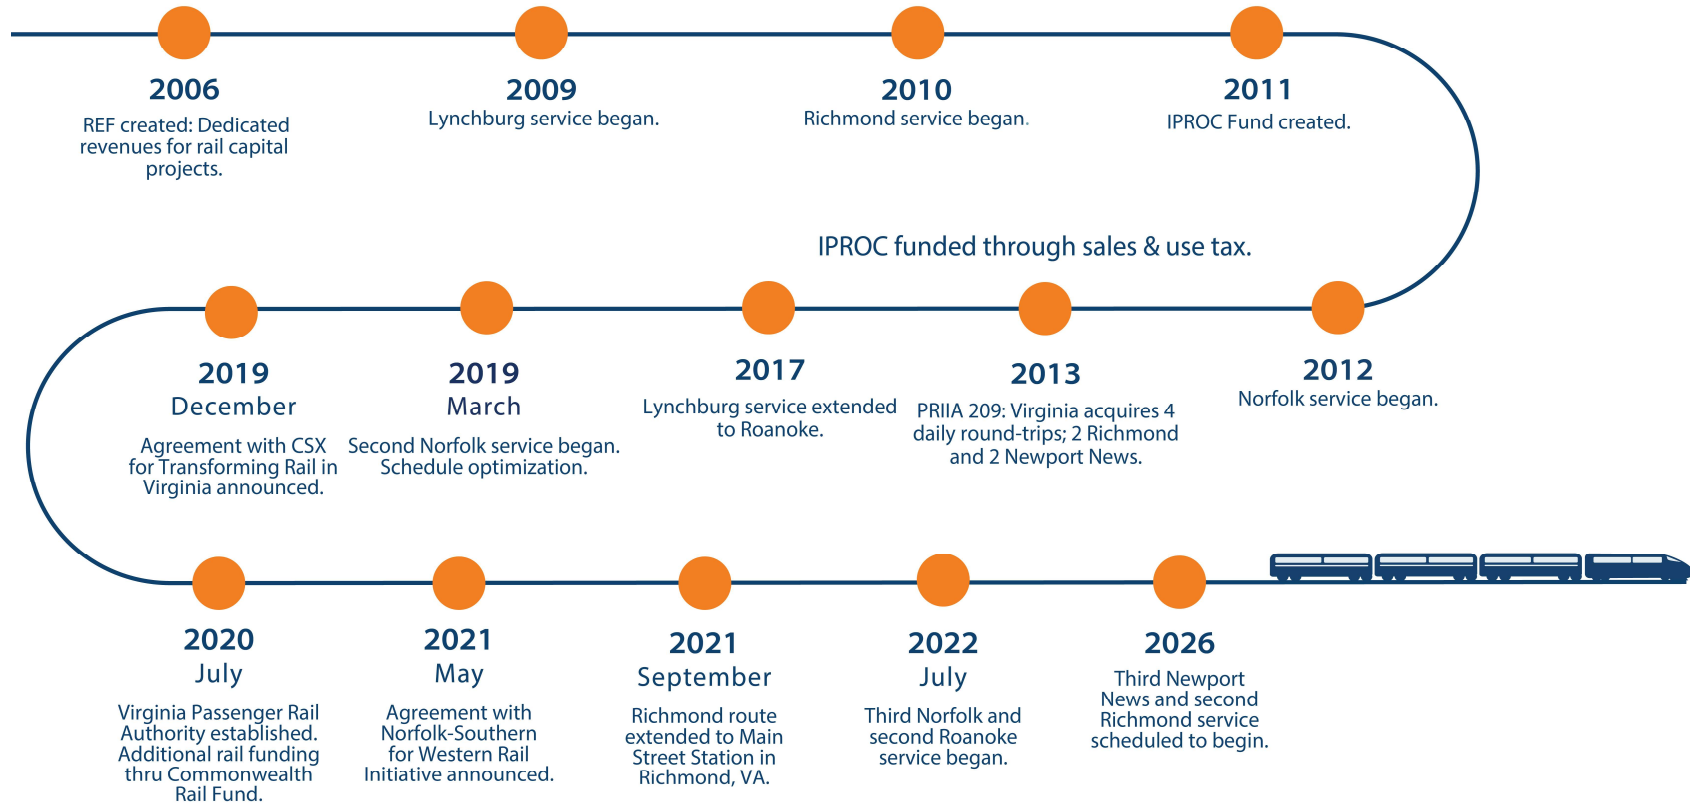 2006
REF created: Dedicated
revenues for rail capital
projects.
2009
Lynchburg service began.
2010
Richmond service began.
2011
IPROC Fund created.
IPROC funded through sales & use tax.
2012
Norfolk service began.
2013
PRIIA 209: Virginia acquires 4
daily round-trips; 2 Richmond
and 2 Newport News.
2017
Lynchburg service extended
to Roanoke.
2019
March
Second Norfolk service began.
Schedule optimization.
2019
December
Agreement with CSX
for Transforming Rail in
Virginia announced.
2020
July
Virginia Passenger Rail
Authority established.
Additional rail funding
thru Commonwealth
Rail Fund.
2021
May
Agreement with
Norfolk-Southern
for Western Rail
Initiative announced.
2021
September
Richmond route
extended to Main
Street Station in
Richmond, VA.
2022
July
Third Norfolk and
second Roanoke
service began.
2026
Third Newport
News and second
Richmond service
scheduled to begin.